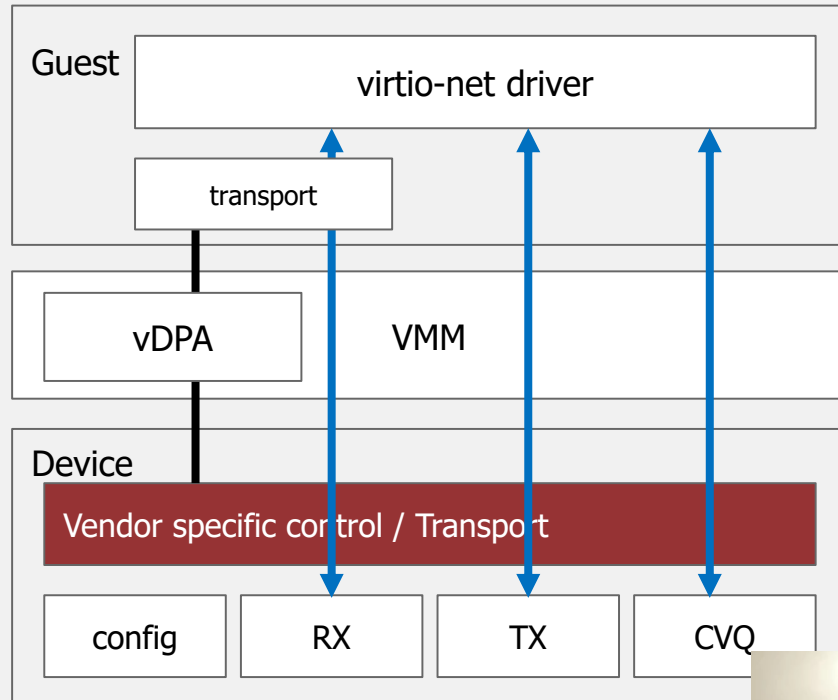 Guest
virtio-net driver
transport
vDPA
VMM
Device
Vendor specific control / Transport
config
RX
TX
CVQ